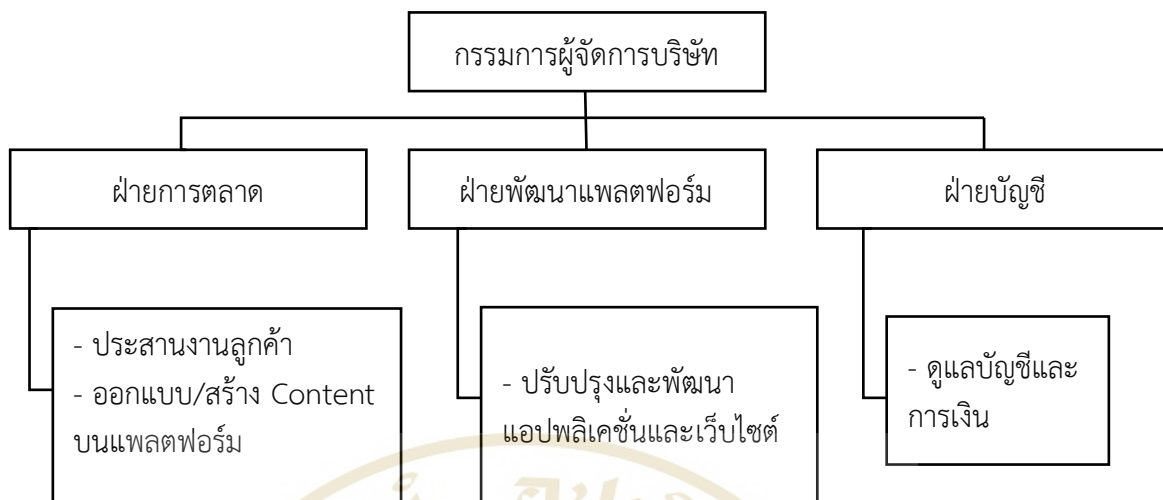 กรรมการผู้จัดการบริษัท
ฝ่ายการตลาด
ฝ่ายพัฒนาแพลตฟอร์ม
ฝ่ายบัญชี
- ประสานงานลูกค้า
- ออกแบบ/สร้าง Content
บนแพลตฟอร์ม
- ปรับปรุงและพัฒนา
แอปพลิเคชั่นและเว็บไซต์
- ดูแลบัญชีและ
การเงิน